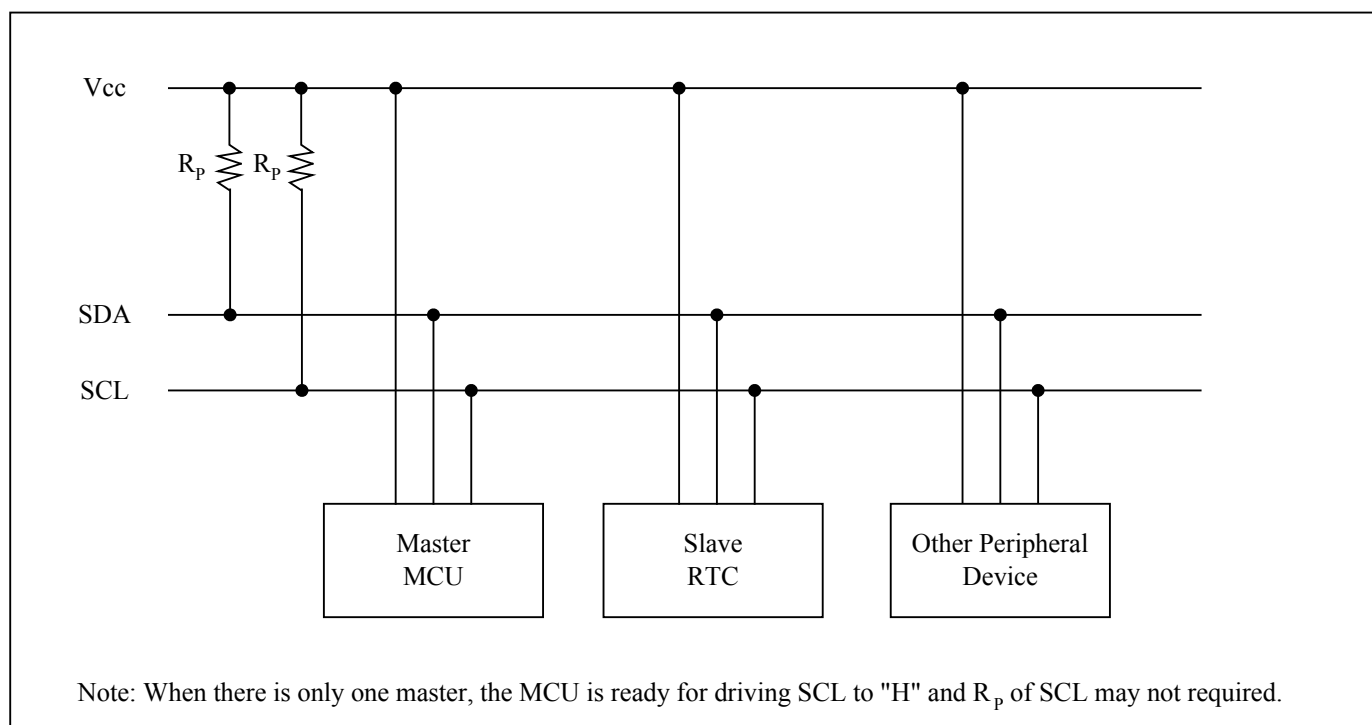 Vcc
R_P R_P
SDA
SCL
Master
MCU
Slave
RTC
Other Peripheral
Device
Note: When there is only one master, the MCU is ready for driving SCL to "H" and R_P of SCL may not required.